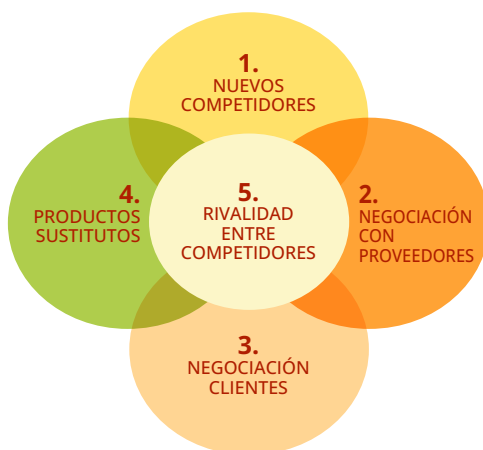 1.
NUEVOS
COMPETIDORES
2.
NEGOCIACIÓN
CON
PROVEEDORES
3.
NEGOCIACIÓN
CLIENTES
4.
PRODUCTOS
SUSTITUTOS
5.
RIVALIDAD
ENTRE
COMPETIDORES